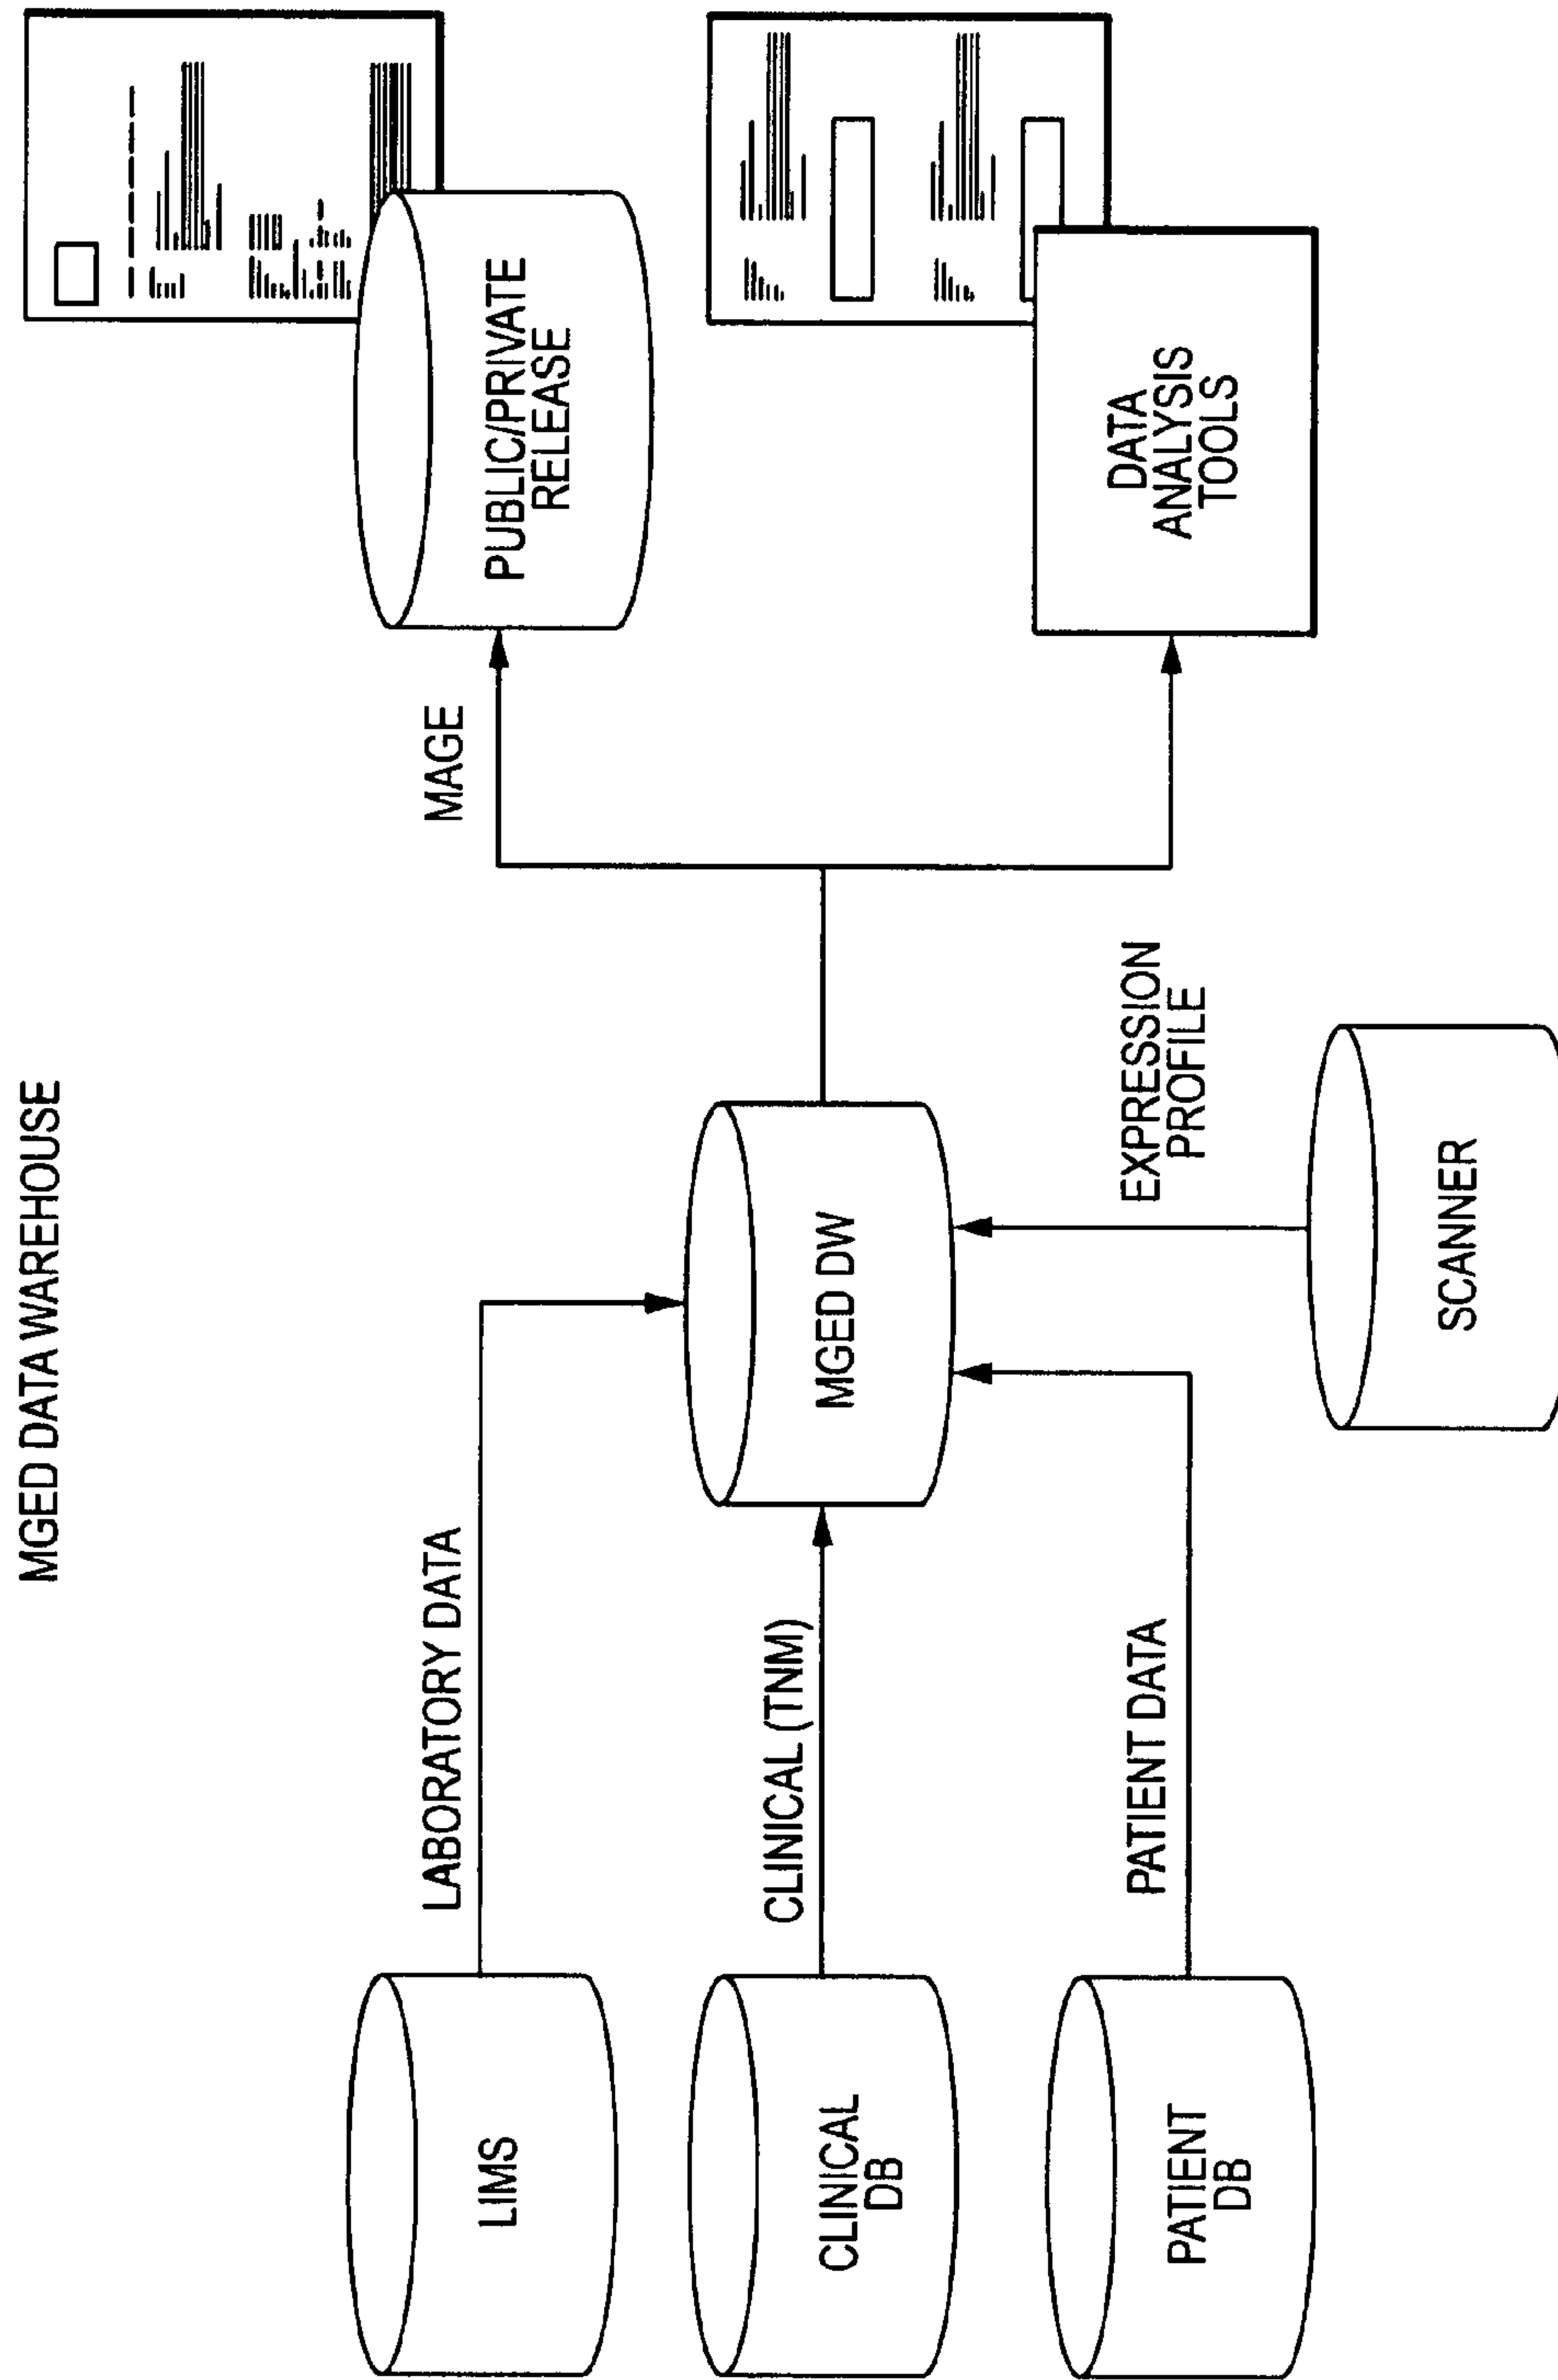 MGED DATA WAREHOUSE
LIMS
LABORATORY DATA
CLINICAL
DB
CLINICAL (TNM)
PATIENT
DB
PATIENT DATA
MGED DW
EXPRESSION
PROFILE
SCANNER
MAGE
PUBLIC/PRIVATE
RELEASE
DATA
ANALYSIS
TOOLS